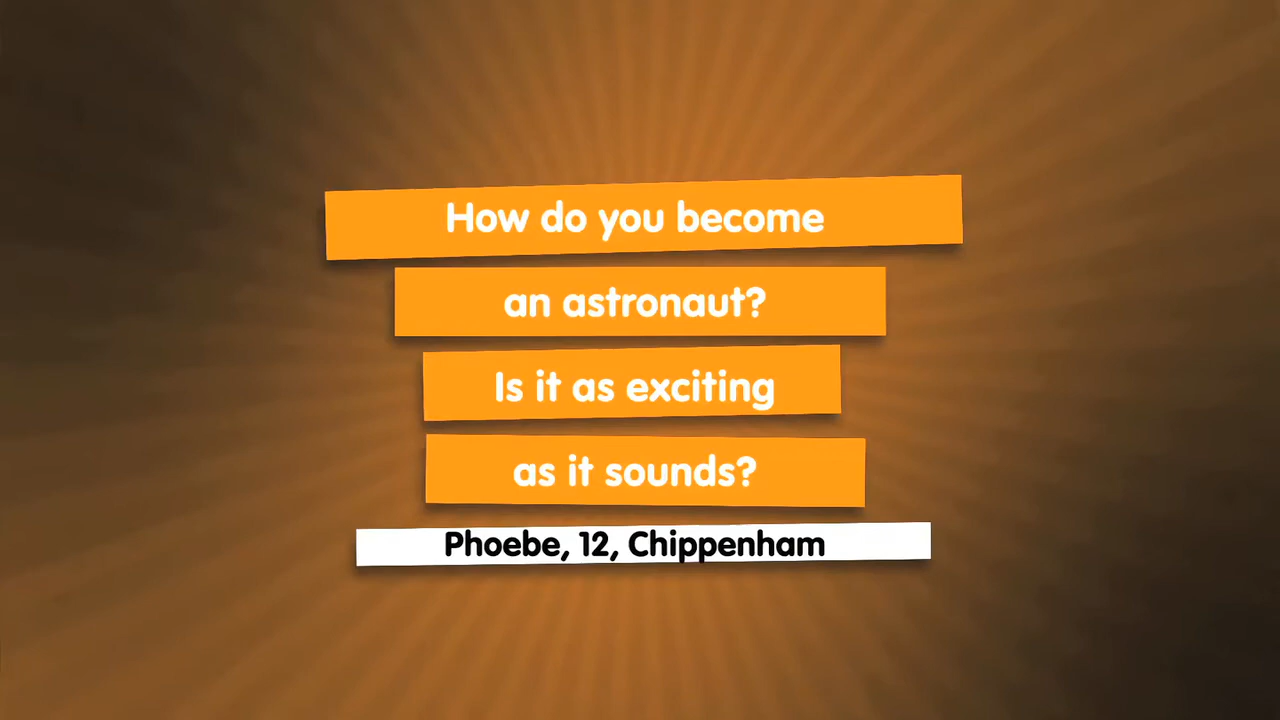 How do you become
an astronaut?
Is it as exciting
as it sounds?
Phoebe, 12, Chippenham